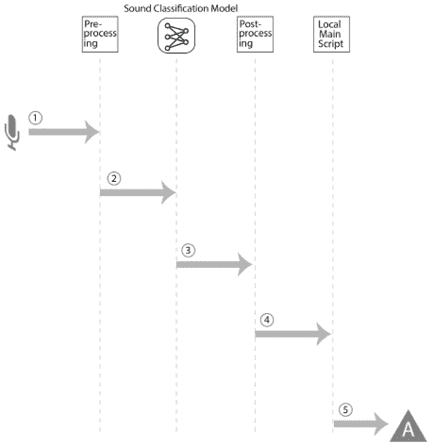 Sound Classification Model
Pre-
process
ing
Post-
process
ing
Local
Main
Script
①
②
③
④
⑤
A